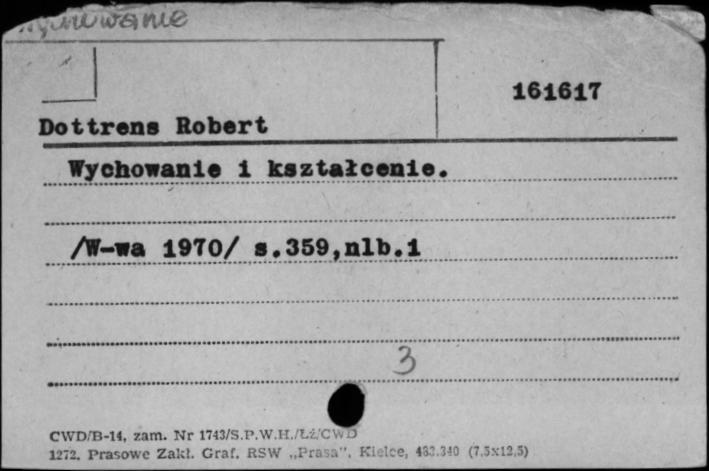 Wychowanie
161617
Dottrens Robert
Wychowanie i kształcenie.
/W-wa 1970/ s.359,nlb.1
3
CWD/B-14, zam. Nr 1743/S.P.W.H./Łż/CWD
1272. Prasowe Zakł. Graf. RSW „Prasa”, Kielce, 483.340 (7,5x12,5)